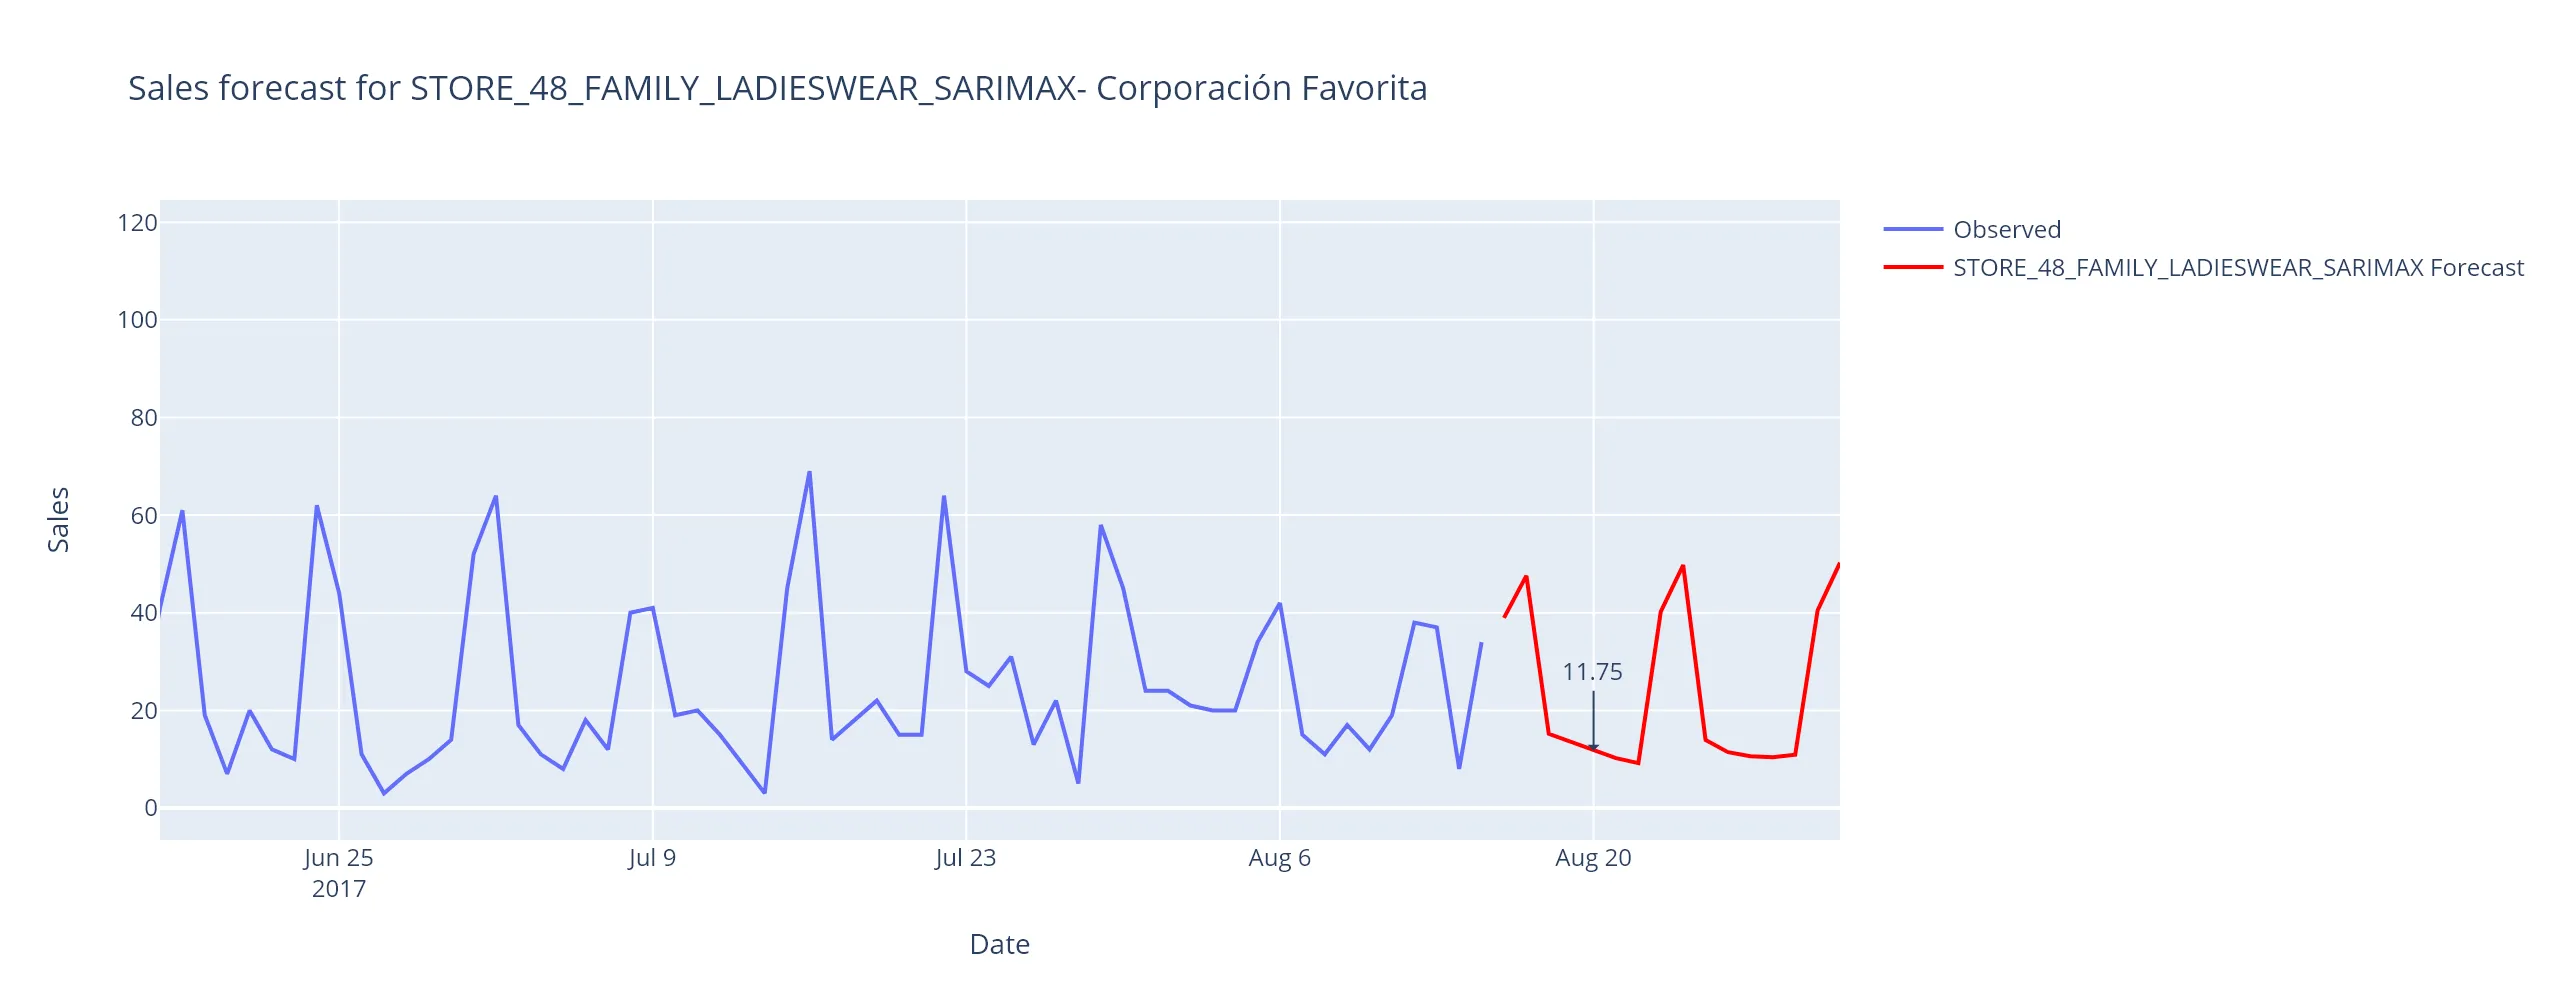 Sales forecast for STORE_48_FAMILY_LADIESWEAR_SARIMAX- Corporación Favorita
Observed
STORE_48_FAMILY_LADIESWEAR_SARIMAX Forecast
120
100
80
60
40
20
0
Sales
11.75
Jun 25
2017
Jul 9
Jul 23
Aug 6
Aug 20
Date